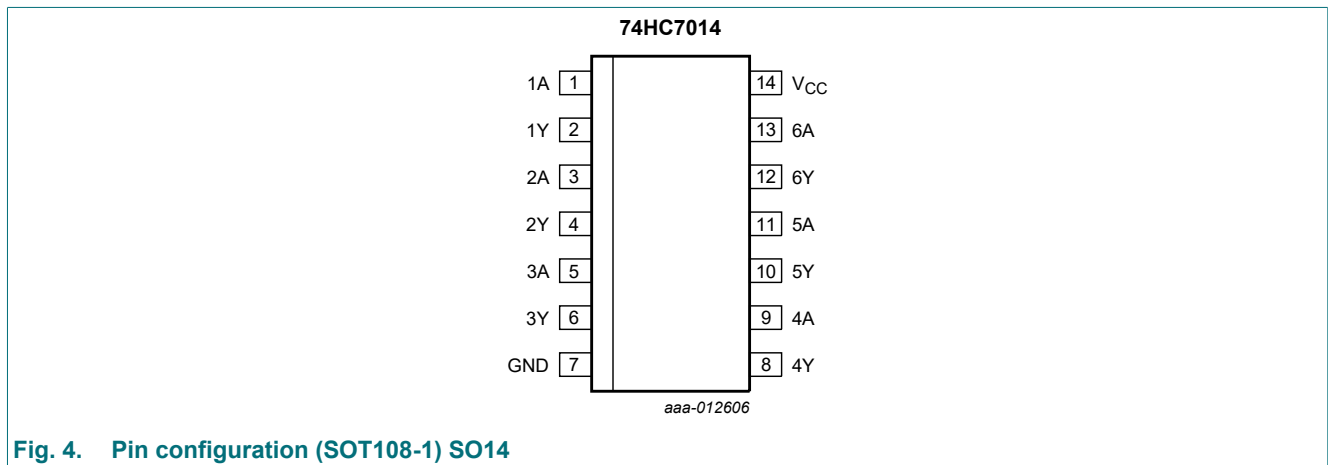 74HC7014
1A 1 14 VCC
1Y 2 13 6A
2A 3 12 6Y
2Y 4 11 5A
3A 5 10 5Y
3Y 6 9 4A
GND 7 8 4Y
aaa-012606
Fig. 4. Pin configuration (SOT108-1) SO14